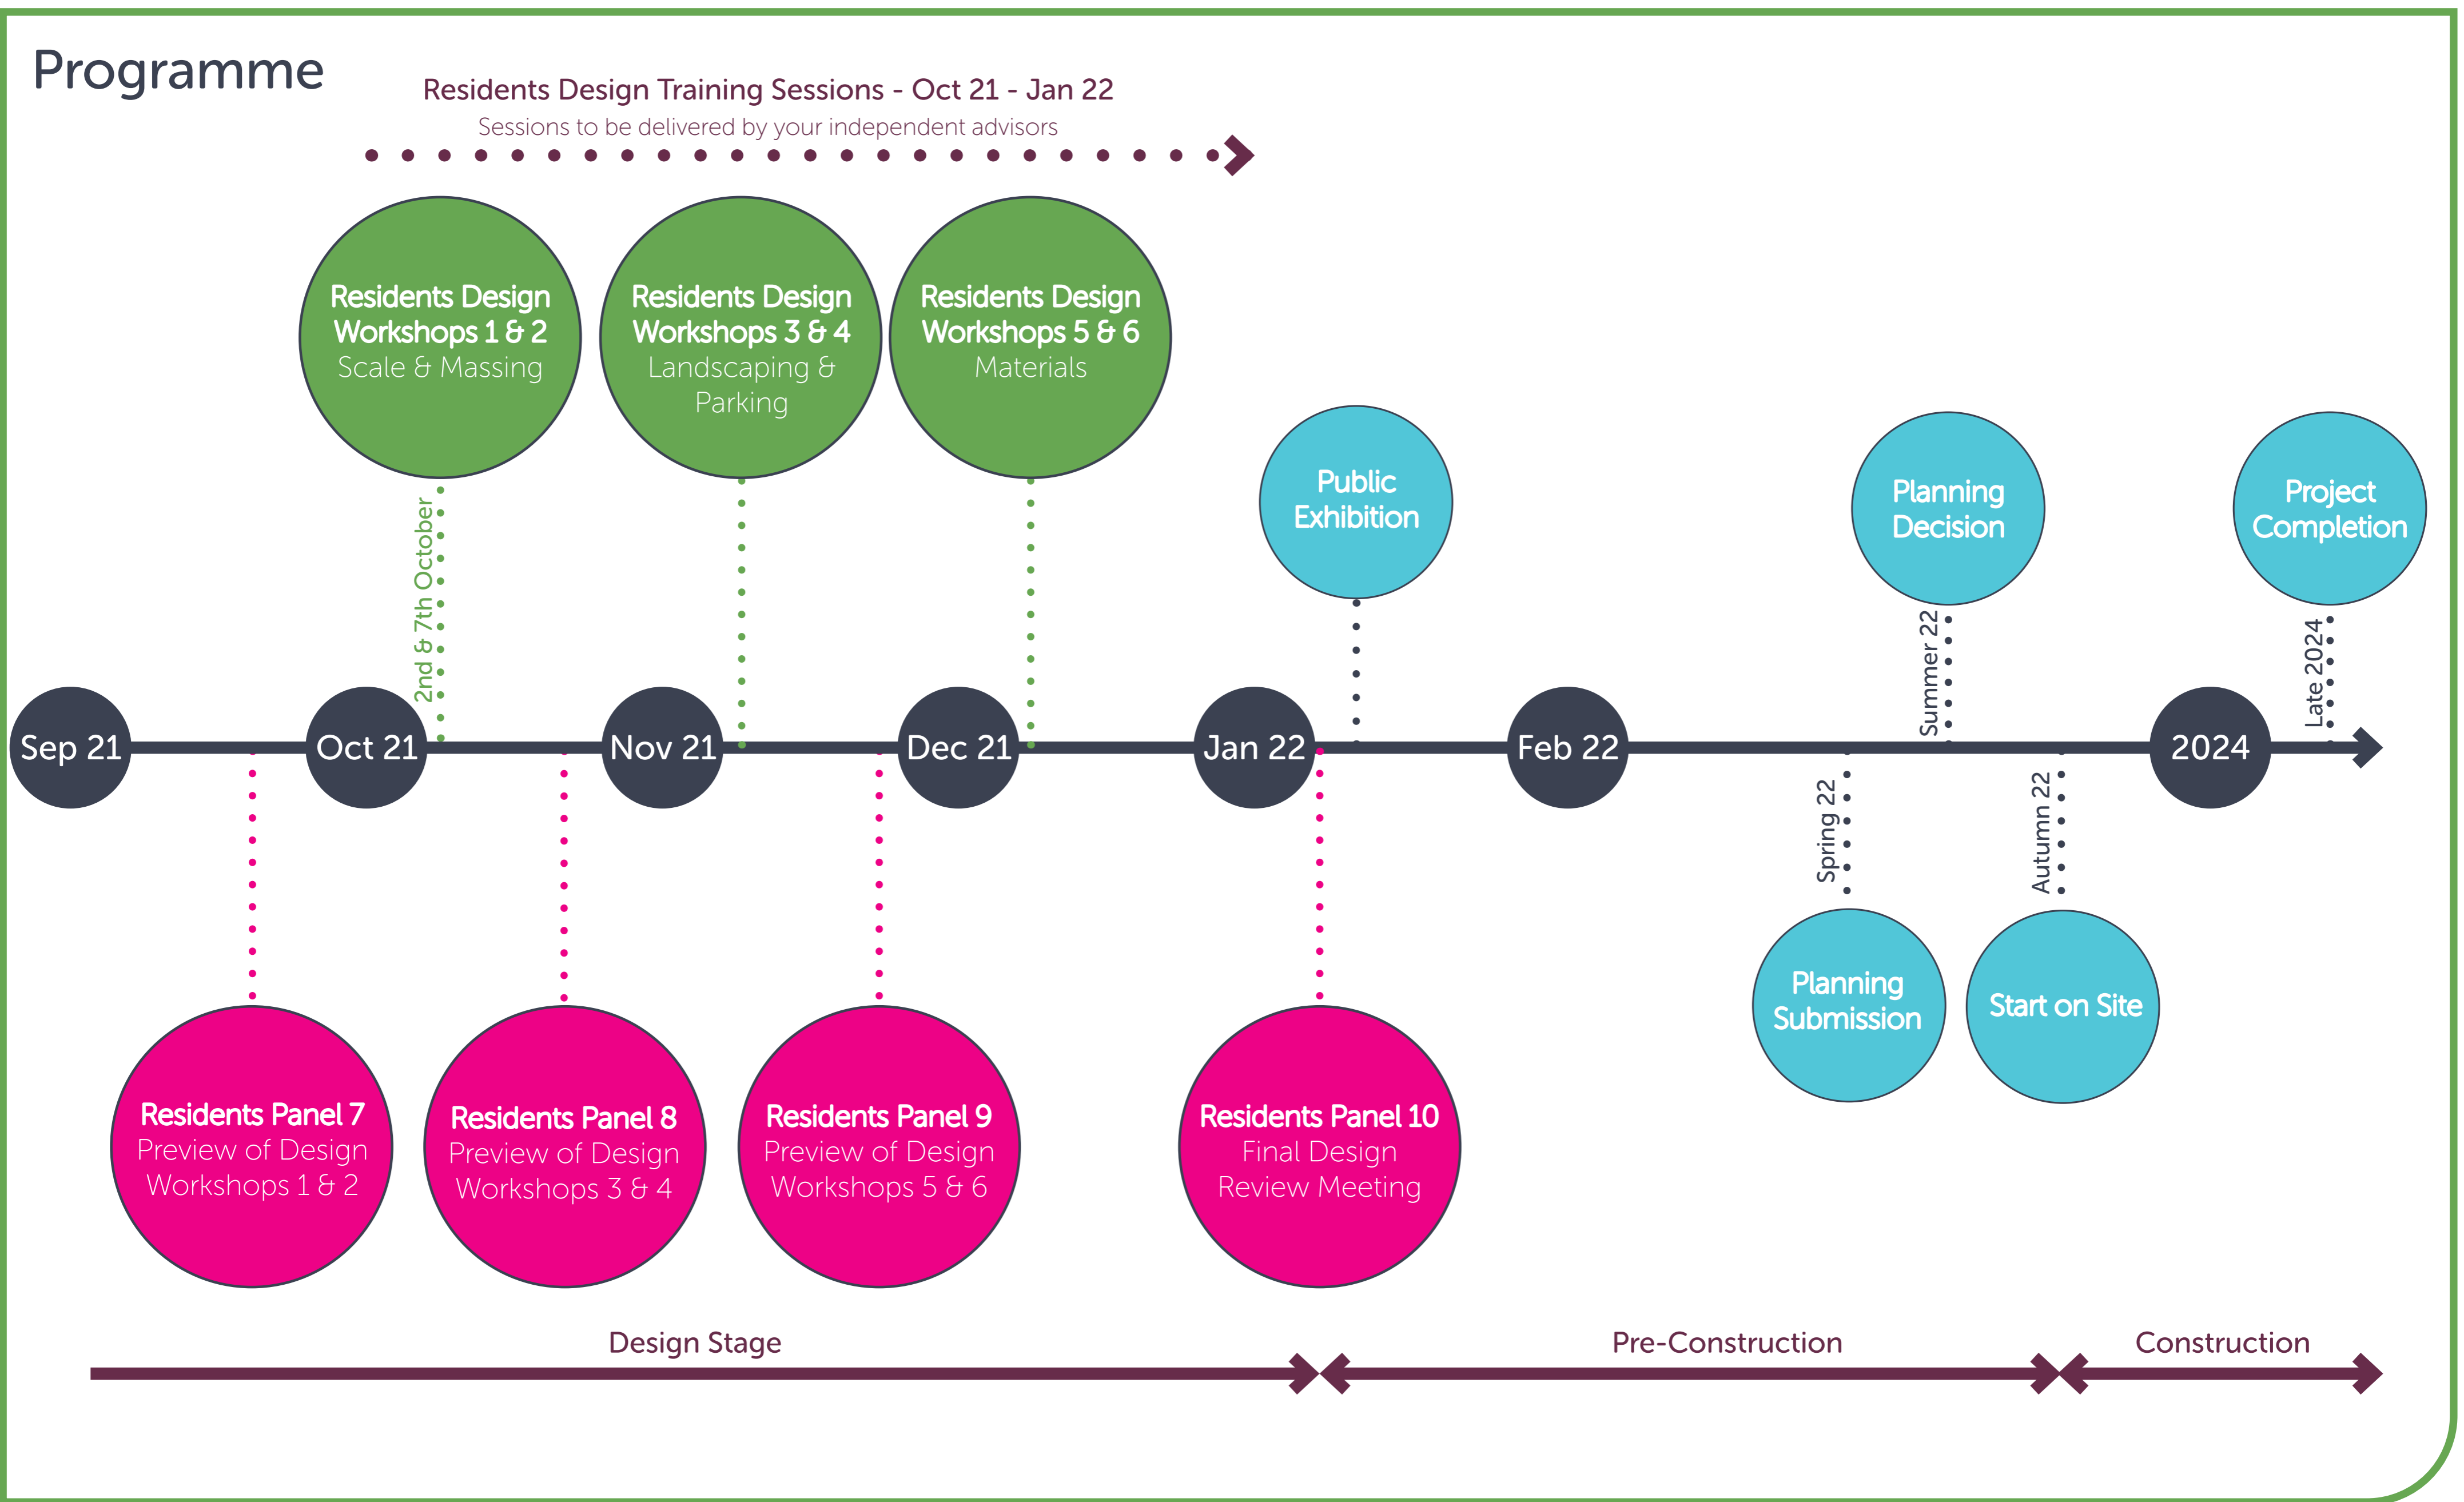 Programme
Residents Design Training Sessions - Oct 21 - Jan 22
Sessions to be delivered by your independent advisors
Residents Design
Workshops 1 & 2
Scale & Massing
Residents Design
Workshops 3 & 4
Landscaping &
Parking
Residents Design
Workshops 5 & 6
Materials
Public
Exhibition
Planning
Decision
Project
Completion
2nd & 7th October
Summer 22
Late 2024
Sep 21
Oct 21
Nov 21
Dec 21
Jan 22
Feb 22
2024
Spring 22
Autumn 22
Planning
Submission
Start on Site
Residents Panel 7
Preview of Design
Workshops 1 & 2
Residents Panel 8
Preview of Design
Workshops 3 & 4
Residents Panel 9
Preview of Design
Workshops 5 & 6
Residents Panel 10
Final Design
Review Meeting
Design Stage
Pre-Construction
Construction